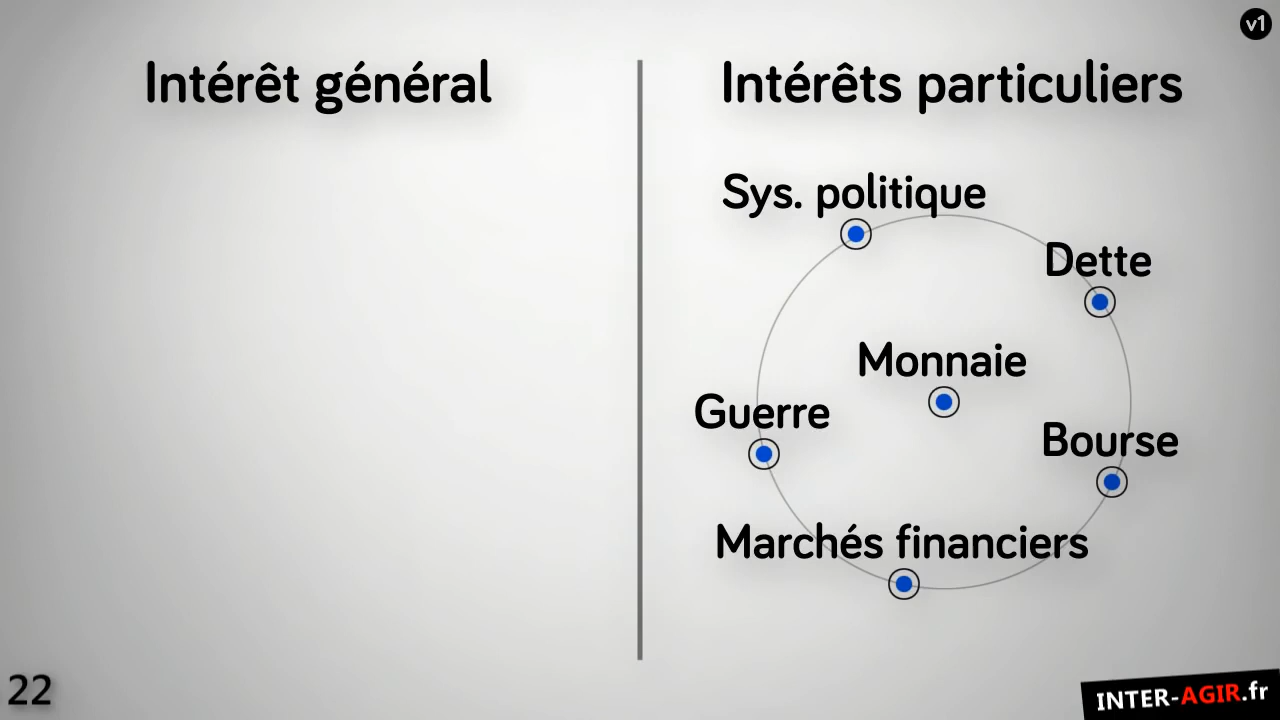 v1
Intérêt général
Intérêts particuliers
Sys. politique
Dette
Monnaie
Guerre
Bourse
Marchés financiers
22
INTER-AGIR.fr